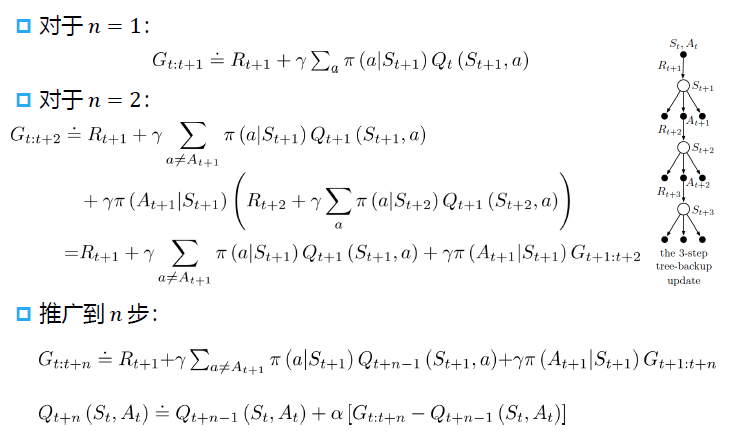 对于 n = 1：
G_{t:t+1} ≐ R_{t+1} + γ ∑_a π (a|S_{t+1}) Q_t (S_{t+1}, a)
对于 n = 2：
G_{t:t+2} ≐ R_{t+1} + γ ∑_{a≠A_{t+1}} π (a|S_{t+1}) Q_{t+1} (S_{t+1}, a)
+ γπ (A_{t+1}|S_{t+1}) (R_{t+2} + γ ∑_a π (a|S_{t+2}) Q_{t+1} (S_{t+2}, a))
=R_{t+1} + γ ∑_{a≠A_{t+1}} π (a|S_{t+1}) Q_{t+1} (S_{t+1}, a) + γπ (A_{t+1}|S_{t+1}) G_{t+1:t+2}
推广到 n 步：
G_{t:t+n} ≐ R_{t+1}+γ ∑_{a≠A_{t+1}} π (a|S_{t+1}) Q_{t+n−1} (S_{t+1}, a)+γπ (A_{t+1}|S_{t+1}) G_{t+1:t+n}
Q_{t+n} (S_t, A_t) ≐ Q_{t+n−1} (S_t, A_t) + α [G_{t:t+n} − Q_{t+n−1} (S_t, A_t)]
S_t, A_t
R_{t+1}
S_{t+1}
A_{t+1}
R_{t+2}
S_{t+2}
A_{t+2}
R_{t+3}
S_{t+3}
the 3-step
tree-backup
update